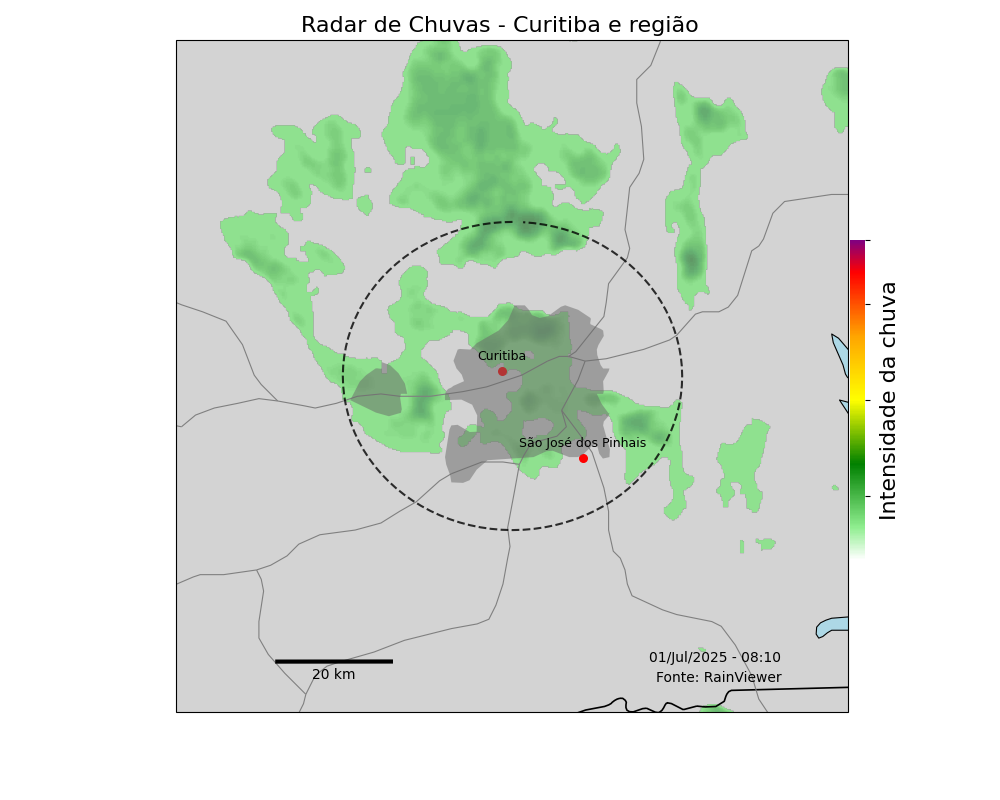 Radar de Chuvas - Curitiba e região
Curitiba
São José dos Pinhais
Intensidade da chuva
20 km
01/Jul/2025 - 08:10
Fonte: RainViewer